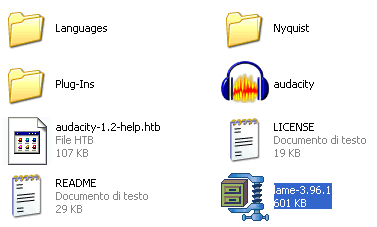 Languages
Nyquist
Plug-Ins
audacity
audacity-1.2-help.htb
File HTB
107 KB
LICENSE
Documento di testo
19 KB
README
Documento di testo
29 KB
lame-3.96.1
601 KB